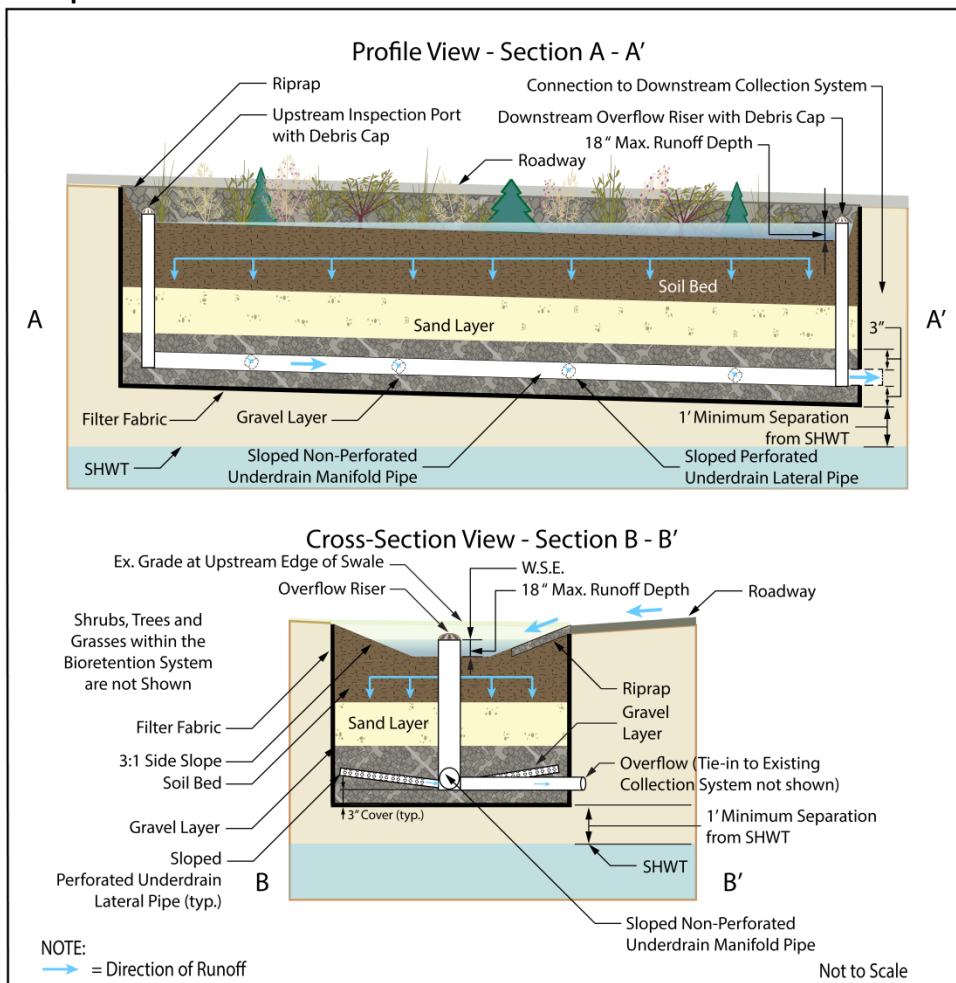 Profile View - Section A - A’
Riprap
Connection to Downstream Collection System
Upstream Inspection Port
with Debris Cap
Downstream Overflow Riser with Debris Cap
18 “ Max. Runoff Depth
Roadway
Soil Bed
A
Sand Layer
A’
3”
Filter Fabric
Gravel Layer
1’ Minimum Separation
from SHWT
SHWT
Sloped Non-Perforated
Underdrain Manifold Pipe
Sloped Perforated
Underdrain Lateral Pipe
Cross-Section View - Section B - B’
Ex. Grade at Upstream Edge of Swale
W.S.E.
Overflow Riser
18 “ Max. Runoff Depth
Roadway
Shrubs, Trees and
Grasses within the
Bioretention System
are not Shown
Riprap
Filter Fabric
Sand Layer
Gravel
Layer
3:1 Side Slope
Soil Bed
Overflow (Tie-in to Existing
Collection System not shown)
Gravel Layer
3” Cover (typ.)
1’ Minimum Separation
from SHWT
Sloped
Perforated Underdrain
Lateral Pipe (typ.)
SHWT
B
B’
Sloped Non-Perforated
Underdrain Manifold Pipe
NOTE:
= Direction of Runoff
Not to Scale